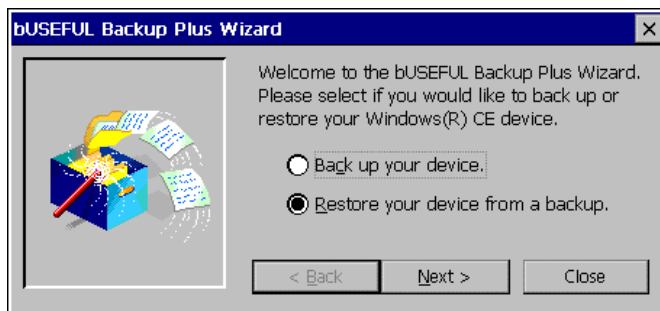 bUSEFUL Backup Plus Wizard
Welcome to the bUSEFUL Backup Plus Wizard.
Please select if you would like to back up or
restore your Windows(R) CE device.
Back up your device.
Restore your device from a backup.
< Back
Next >
Close